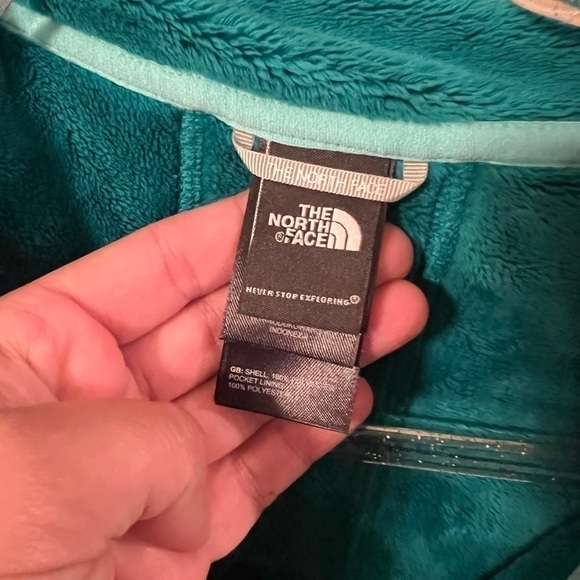 THE NORTH FACE
THE
NORTH
FACE
NEVER STOP EXPLORING
GB: SHELL, 100%
POCKET LINING
100% POLYESTER